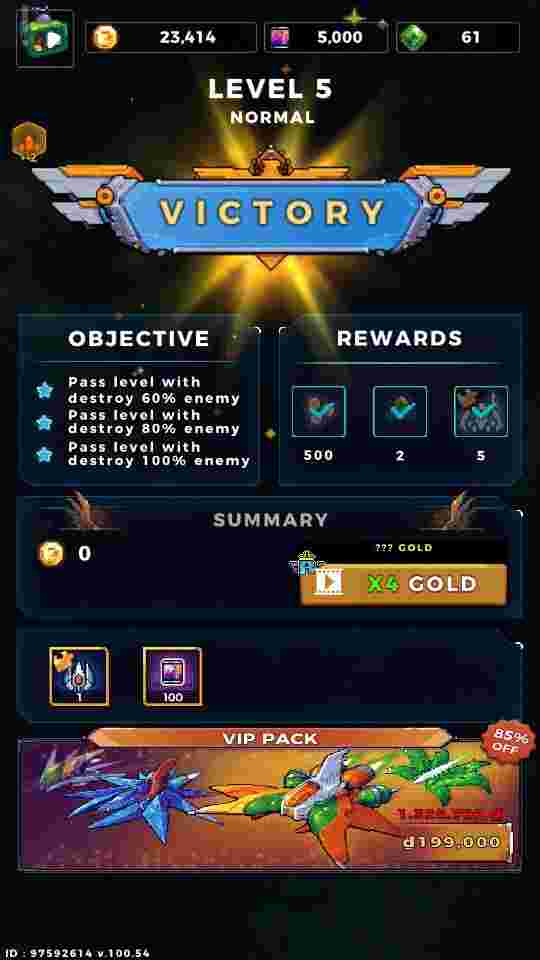 23,414
5,000
61
LEVEL 5
NORMAL
VICTORY
OBJECTIVE
Pass level with
destroy 60% enemy
Pass level with
destroy 80% enemy
Pass level with
destroy 100% enemy
REWARDS
500
2
5
SUMMARY
0
??? GOLD
X4 GOLD
1
100
VIP PACK
85%
OFF
đ199,000
ID : 97592614 v.100.54